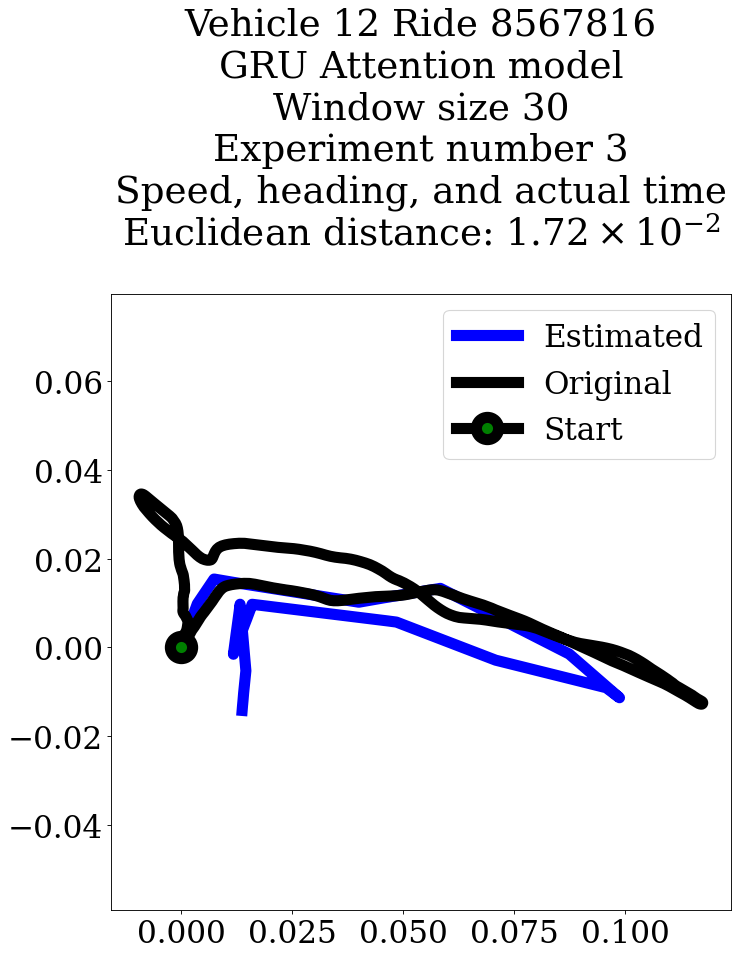 Vehicle 12 Ride 8567816
GRU Attention model
Window size 30
Experiment number 3
Speed, heading, and actual time
Euclidean distance: 1.72 × 10⁻²
Estimated
Original
Start
0.06
0.04
0.02
0.00
−0.02
−0.04
0.000 0.025 0.050 0.075 0.100